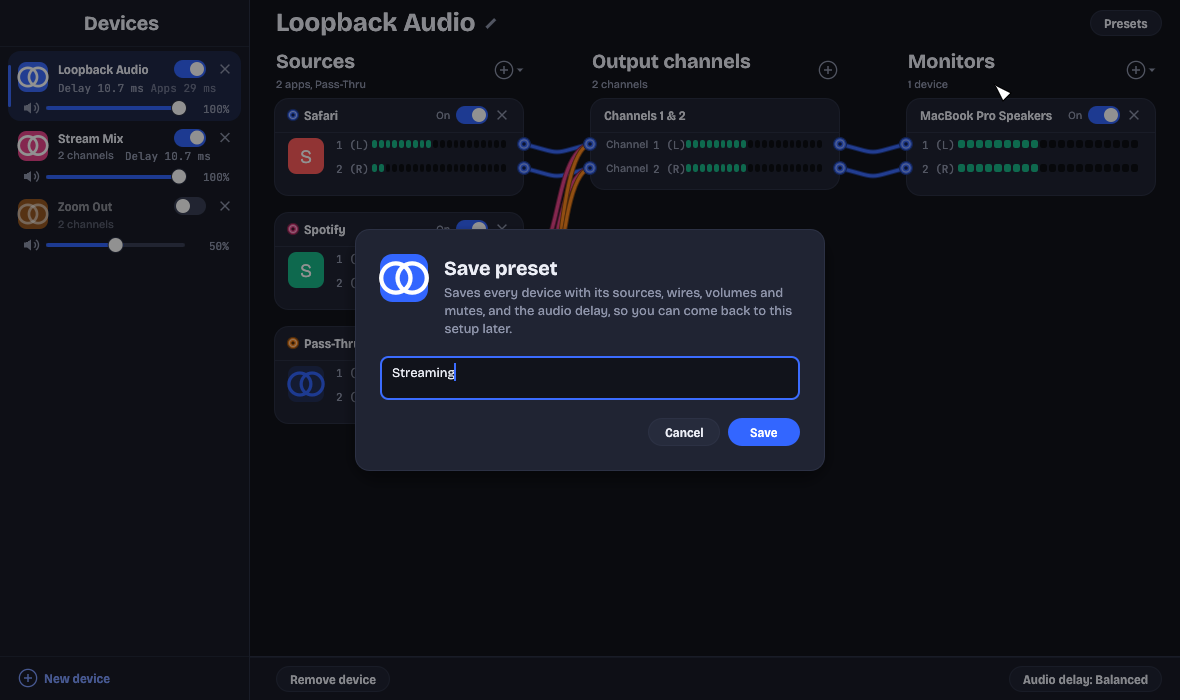 Devices
Loopback Audio
Delay 10.7 ms Apps 29 ms
100%
Stream Mix
2 channels Delay 10.7 ms
100%
Zoom Out
2 channels
50%
New device
Loopback Audio
Presets
Sources
2 apps, Pass-Thru
Output channels
2 channels
Monitors
1 device
Safari On
S
1 (L)
2 (R)
Channels 1 & 2
Channel 1 (L)
Channel 2 (R)
MacBook Pro Speakers On
1 (L)
2 (R)
Spotify On
S
1 (
2 (
Pass-Thru
1 (
2 (
Save preset
Saves every device with its sources, wires, volumes and
mutes, and the audio delay, so you can come back to this
setup later.
Streaming
Cancel Save
Remove device
Audio delay: Balanced